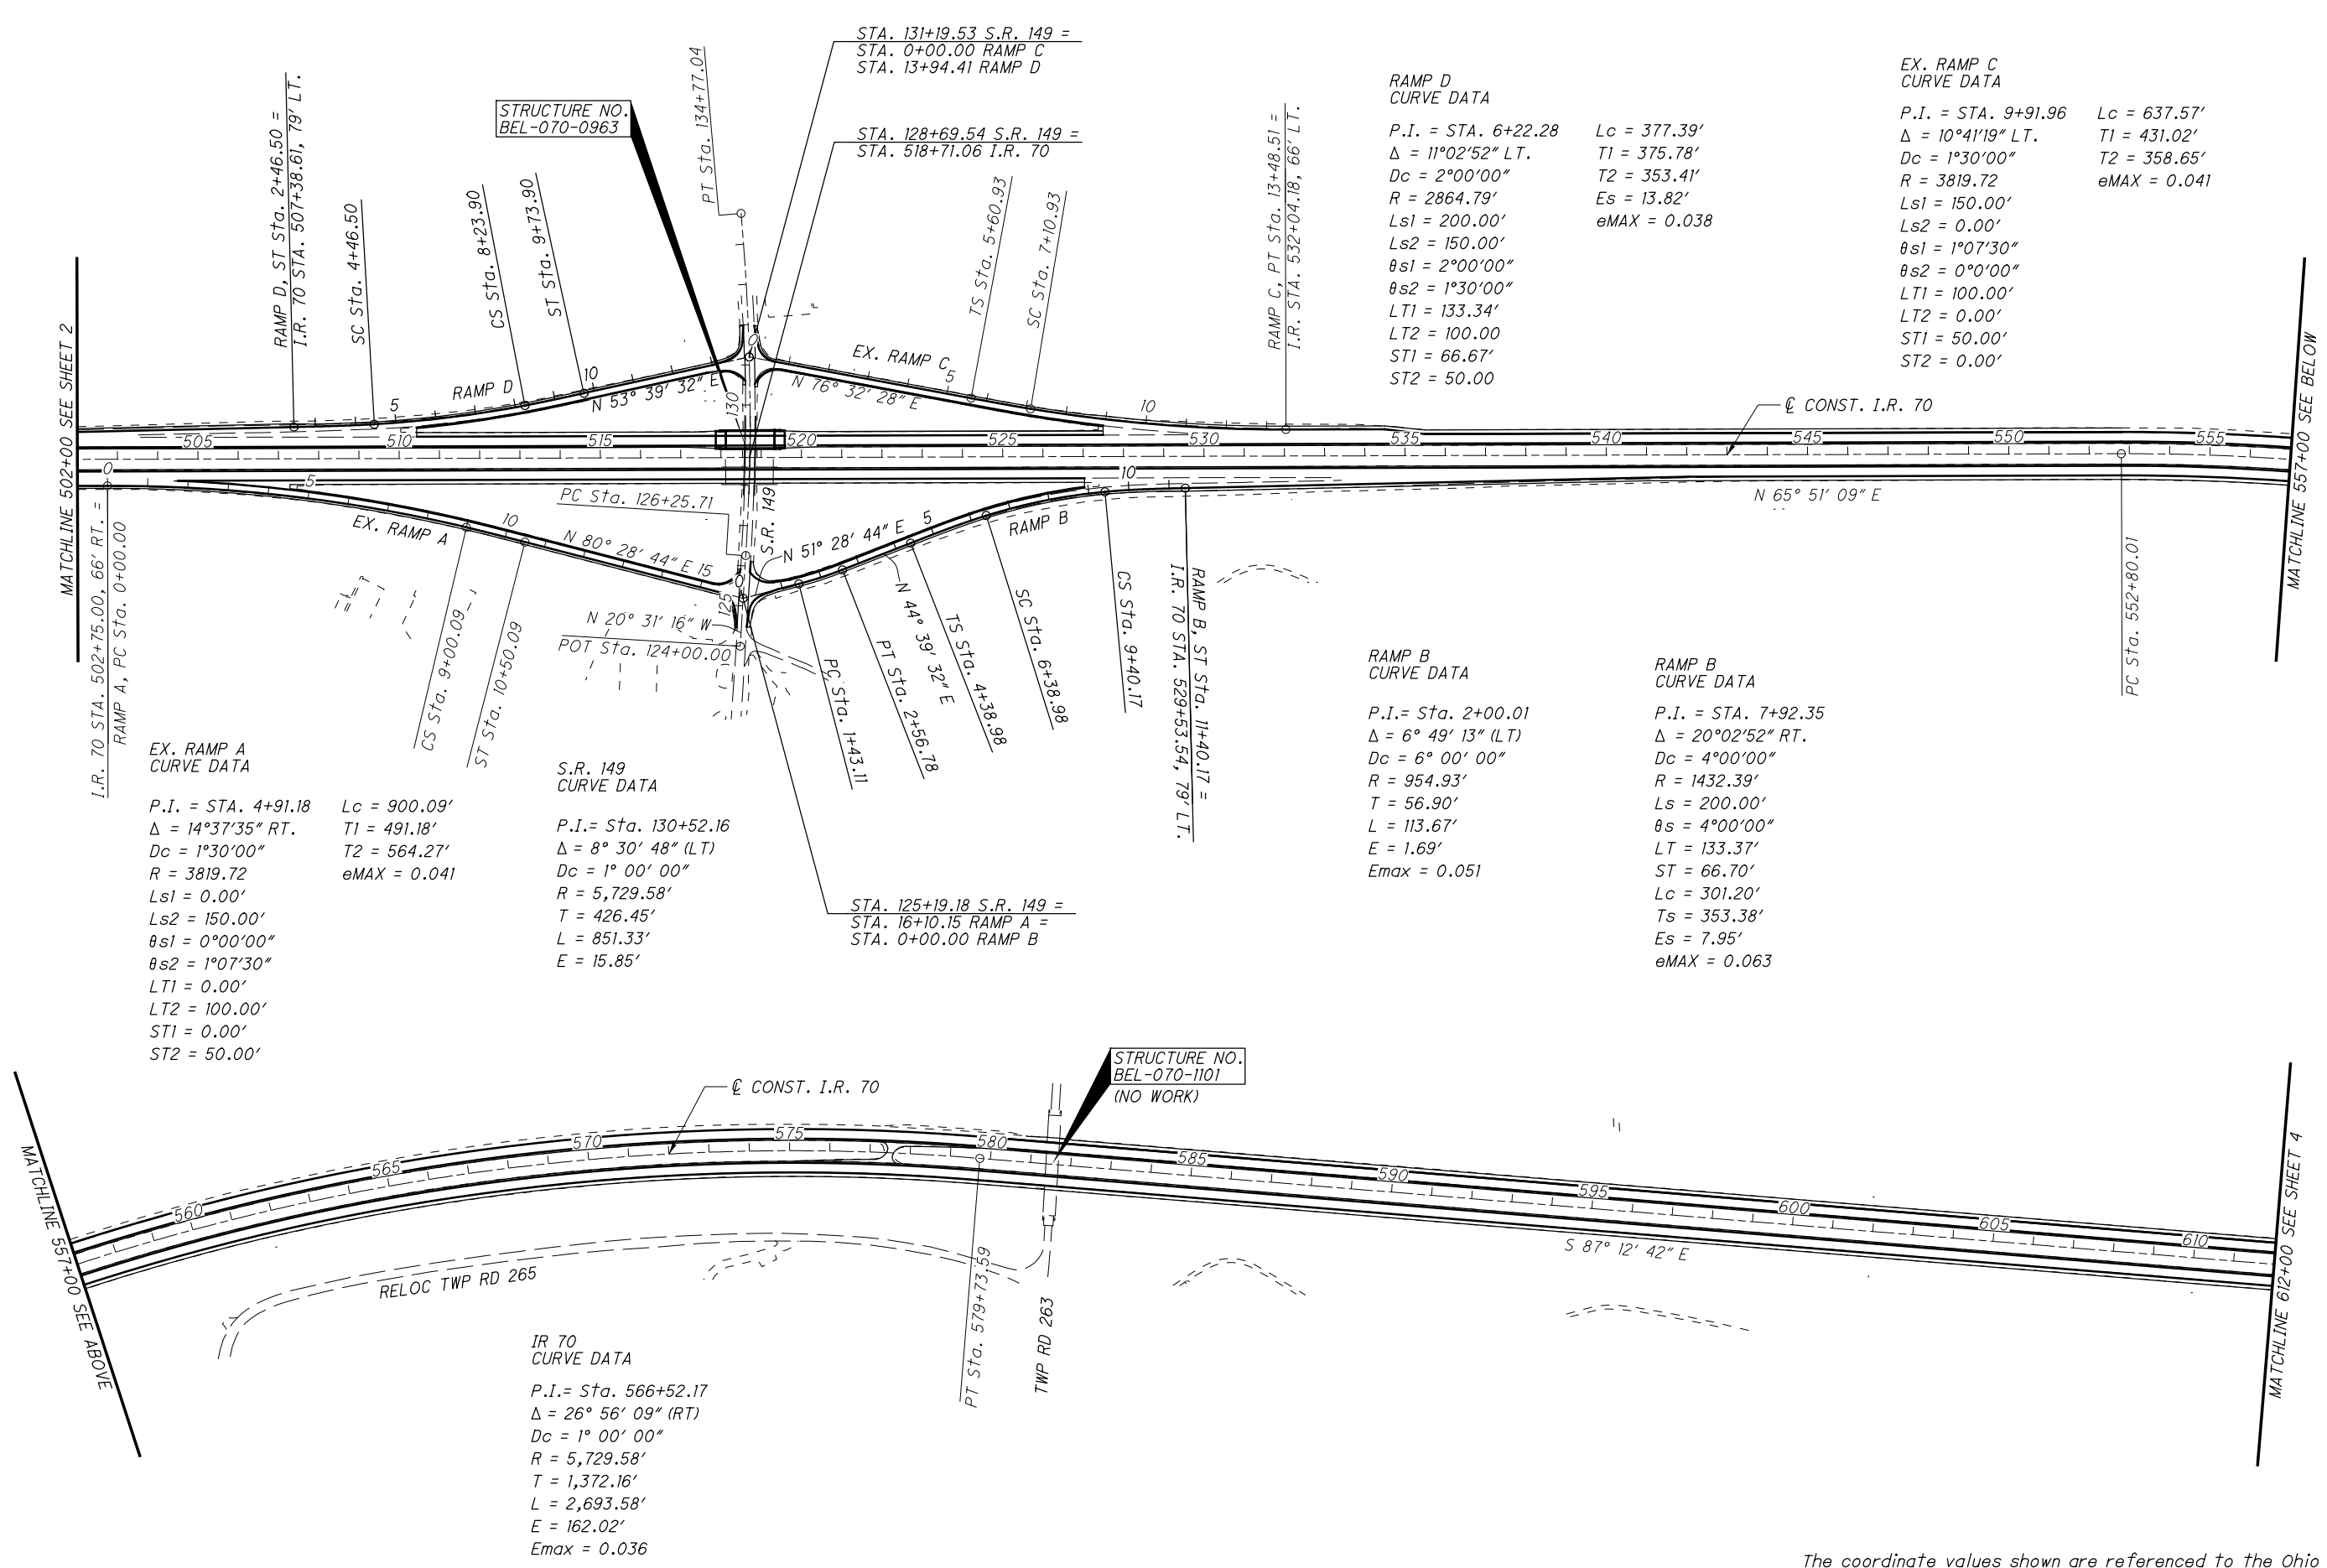 STA. 131+19.53 S.R. 149 =
STA. 0+00.00 RAMP C
STA. 13+94.41 RAMP D
STRUCTURE NO.
BEL-070-0963
STA. 128+69.54 S.R. 149 =
STA. 518+71.06 I.R. 70
PT Sta. 134+77.04
RAMP D, ST Sta. 2+46.50 =
I.R. 70 STA. 507+38.61, 79' LT.
SC Sta. 4+46.50
CS Sta. 8+23.90
ST Sta. 9+73.90
TS Sta. 5+60.93
SC Sta. 7+10.93
RAMP C, PT Sta. 13+48.51 =
I.R. STA. 532+04.18, 66' LT.
RAMP D
CURVE DATA
P.I. = STA. 6+22.28
Δ = 11°02'52" LT.
Dc = 2°00'00"
R = 2864.79'
Ls1 = 200.00'
Ls2 = 150.00'
θs1 = 2°00'00"
θs2 = 1°30'00"
LT1 = 133.34'
LT2 = 100.00
ST1 = 66.67'
ST2 = 50.00
Lc = 377.39'
T1 = 375.78'
T2 = 353.41'
Es = 13.82'
eMAX = 0.038
EX. RAMP C
CURVE DATA
P.I. = STA. 9+91.96
Δ = 10°41'19" LT.
Dc = 1°30'00"
R = 3819.72
Ls1 = 150.00'
Ls2 = 0.00'
θs1 = 1°07'30"
θs2 = 0°0'00"
LT1 = 100.00'
LT2 = 0.00'
ST1 = 50.00'
ST2 = 0.00'
Lc = 637.57'
T1 = 431.02'
T2 = 358.65'
eMAX = 0.041
MATCHLINE 502+00 SEE SHEET 2
MATCHLINE 557+00 SEE BELOW
RAMP D
5
10
N 53° 39' 32" E
0
EX. RAMP C
5
10
N 76° 32' 28" E
130
℄ CONST. I.R. 70
505
510
515
520
525
530
535
540
545
550
555
0
5
10
N 65° 51' 09" E
PC Sta. 126+25.71
S.R. 149
EX. RAMP A
10
N 80° 28' 44" E
15
0
125
N 51° 28' 44" E
5
RAMP B
N 44° 39' 32" E
N 20° 31' 16" W
POT Sta. 124+00.00
I.R. 70 STA. 502+75.00, 66' RT. =
RAMP A, PC Sta. 0+00.00
CS Sta. 9+00.09
ST Sta. 10+50.09
PC Sta. 1+43.11
PT Sta. 2+56.78
TS Sta. 4+38.98
SC Sta. 6+38.98
CS Sta. 9+40.17
RAMP B, ST Sta. 11+40.17 =
I.R. 70 STA. 529+53.54, 79' LT.
PC Sta. 552+80.01
EX. RAMP A
CURVE DATA
P.I. = STA. 4+91.18
Δ = 14°37'35" RT.
Dc = 1°30'00"
R = 3819.72
Ls1 = 0.00'
Ls2 = 150.00'
θs1 = 0°00'00"
θs2 = 1°07'30"
LT1 = 0.00'
LT2 = 100.00'
ST1 = 0.00'
ST2 = 50.00'
Lc = 900.09'
T1 = 491.18'
T2 = 564.27'
eMAX = 0.041
S.R. 149
CURVE DATA
P.I.= Sta. 130+52.16
Δ = 8° 30' 48" (LT)
Dc = 1° 00' 00"
R = 5,729.58'
T = 426.45'
L = 851.33'
E = 15.85'
STA. 125+19.18 S.R. 149 =
STA. 16+10.15 RAMP A =
STA. 0+00.00 RAMP B
RAMP B
CURVE DATA
P.I.= Sta. 2+00.01
Δ = 6° 49' 13" (LT)
Dc = 6° 00' 00"
R = 954.93'
T = 56.90'
L = 113.67'
E = 1.69'
Emax = 0.051
RAMP B
CURVE DATA
P.I. = STA. 7+92.35
Δ = 20°02'52" RT.
Dc = 4°00'00"
R = 1432.39'
Ls = 200.00'
θs = 4°00'00"
LT = 133.37'
ST = 66.70'
Lc = 301.20'
Ts = 353.38'
Es = 7.95'
eMAX = 0.063
STRUCTURE NO.
BEL-070-1101
(NO WORK)
℄ CONST. I.R. 70
MATCHLINE 557+00 SEE ABOVE
560
565
570
575
580
585
590
595
600
605
610
S 87° 12' 42" E
MATCHLINE 612+00 SEE SHEET 4
RELOC TWP RD 265
PT Sta. 579+73.59
TWP RD 263
IR 70
CURVE DATA
P.I.= Sta. 566+52.17
Δ = 26° 56' 09" (RT)
Dc = 1° 00' 00"
R = 5,729.58'
T = 1,372.16'
L = 2,693.58'
E = 162.02'
Emax = 0.036
The coordinate values shown are referenced to the Ohio